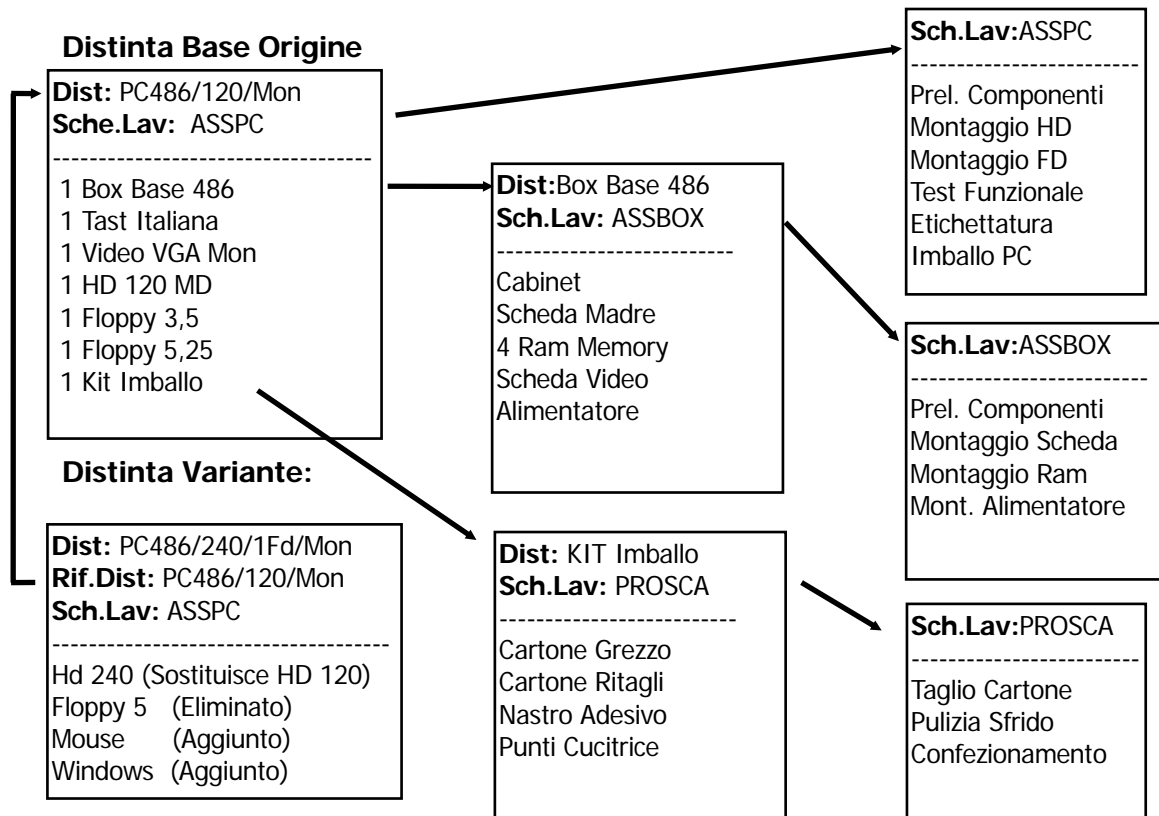 Distinta Base Origine
Dist: PC486/120/Mon
Sche.Lav: ASSPC
------------------------------------
1 Box Base 486
1 Tast Italiana
1 Video VGA Mon
1 HD 120 MD
1 Floppy 3,5
1 Floppy 5,25
1 Kit Imballo
Distinta Variante:
Dist: PC486/240/1Fd/Mon
Rif.Dist: PC486/120/Mon
Sch.Lav: ASSPC
------------------------------------
Hd 240 (Sostituisce HD 120)
Floppy 5 (Eliminato)
Mouse (Aggiunto)
Windows (Aggiunto)
Dist:Box Base 486
Sch.Lav: ASSBOX
---------------------------
Cabinet
Scheda Madre
4 Ram Memory
Scheda Video
Alimentatore
Dist: KIT Imballo
Sch.Lav: PROSCA
---------------------------
Cartone Grezzo
Cartone Ritagli
Nastro Adesivo
Punti Cucitrice
Sch.Lav:ASSPC
---------------------------
Prel. Componenti
Montaggio HD
Montaggio FD
Test Funzionale
Etichettatura
Imballo PC
Sch.Lav:ASSBOX
---------------------------
Prel. Componenti
Montaggio Scheda
Montaggio Ram
Mont. Alimentatore
Sch.Lav:PROSCA
---------------------------
Taglio Cartone
Pulizia Sfrido
Confezionamento